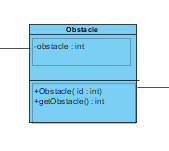 Obstacle
-obstacle : int
+Obstacle( id : int)
+getObstacle() : int